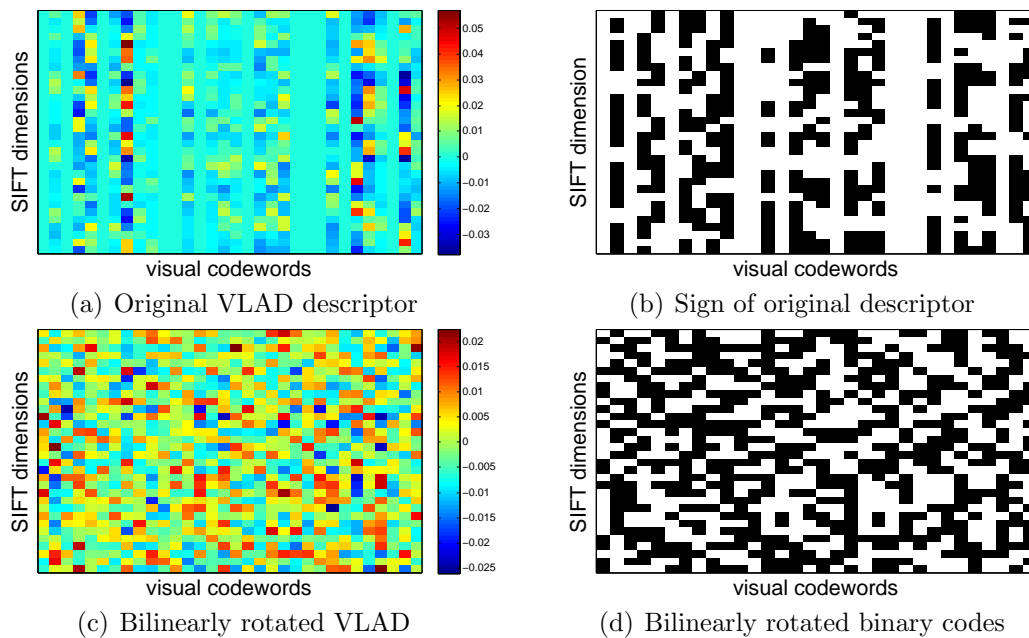 SIFT dimensions
0.05
0.04
0.03
0.02
0.01
0
−0.01
−0.02
−0.03
visual codewords
(a) Original VLAD descriptor
SIFT dimension
visual codewords
(b) Sign of original descriptor
SIFT dimensions
0.02
0.015
0.01
0.005
0
−0.005
−0.01
−0.015
−0.02
−0.025
visual codewords
(c) Bilinearly rotated VLAD
SIFT dimensions
visual codewords
(d) Bilinearly rotated binary codes